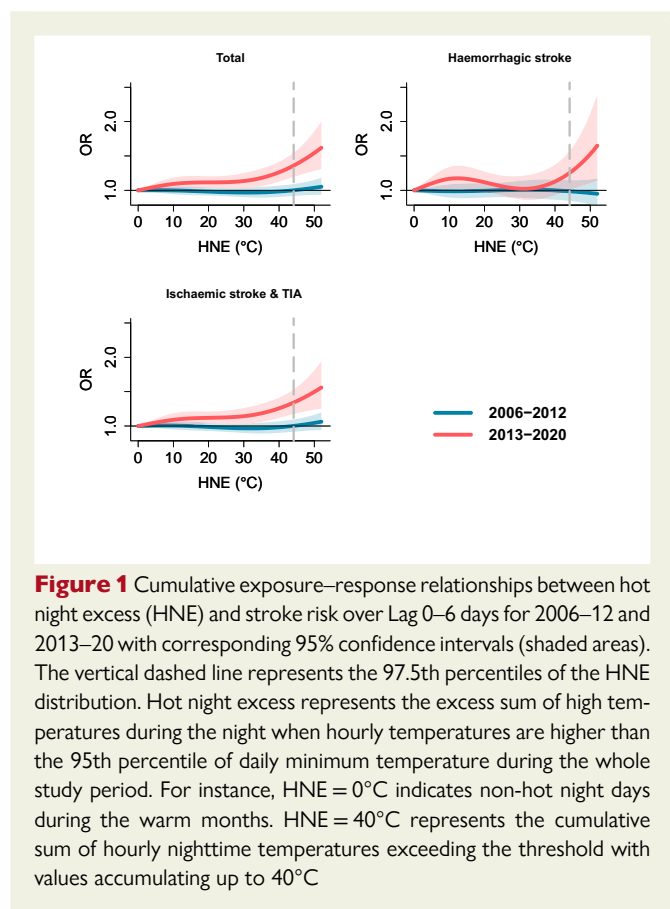 Total
OR
2.0
1.0
0 10 20 30 40 50
HNE (°C)
Haemorrhagic stroke
OR
2.0
1.0
0 10 20 30 40 50
HNE (°C)
Ischaemic stroke & TIA
OR
2.0
1.0
0 10 20 30 40 50
HNE (°C)
2006−2012
2013−2020
Figure 1 Cumulative exposure–response relationships between hot
night excess (HNE) and stroke risk over Lag 0–6 days for 2006–12 and
2013–20 with corresponding 95% confidence intervals (shaded areas).
The vertical dashed line represents the 97.5th percentiles of the HNE
distribution. Hot night excess represents the excess sum of high tem-
peratures during the night when hourly temperatures are higher than
the 95th percentile of daily minimum temperature during the whole
study period. For instance, HNE = 0°C indicates non-hot night days
during the warm months. HNE = 40°C represents the cumulative
sum of hourly nighttime temperatures exceeding the threshold with
values accumulating up to 40°C